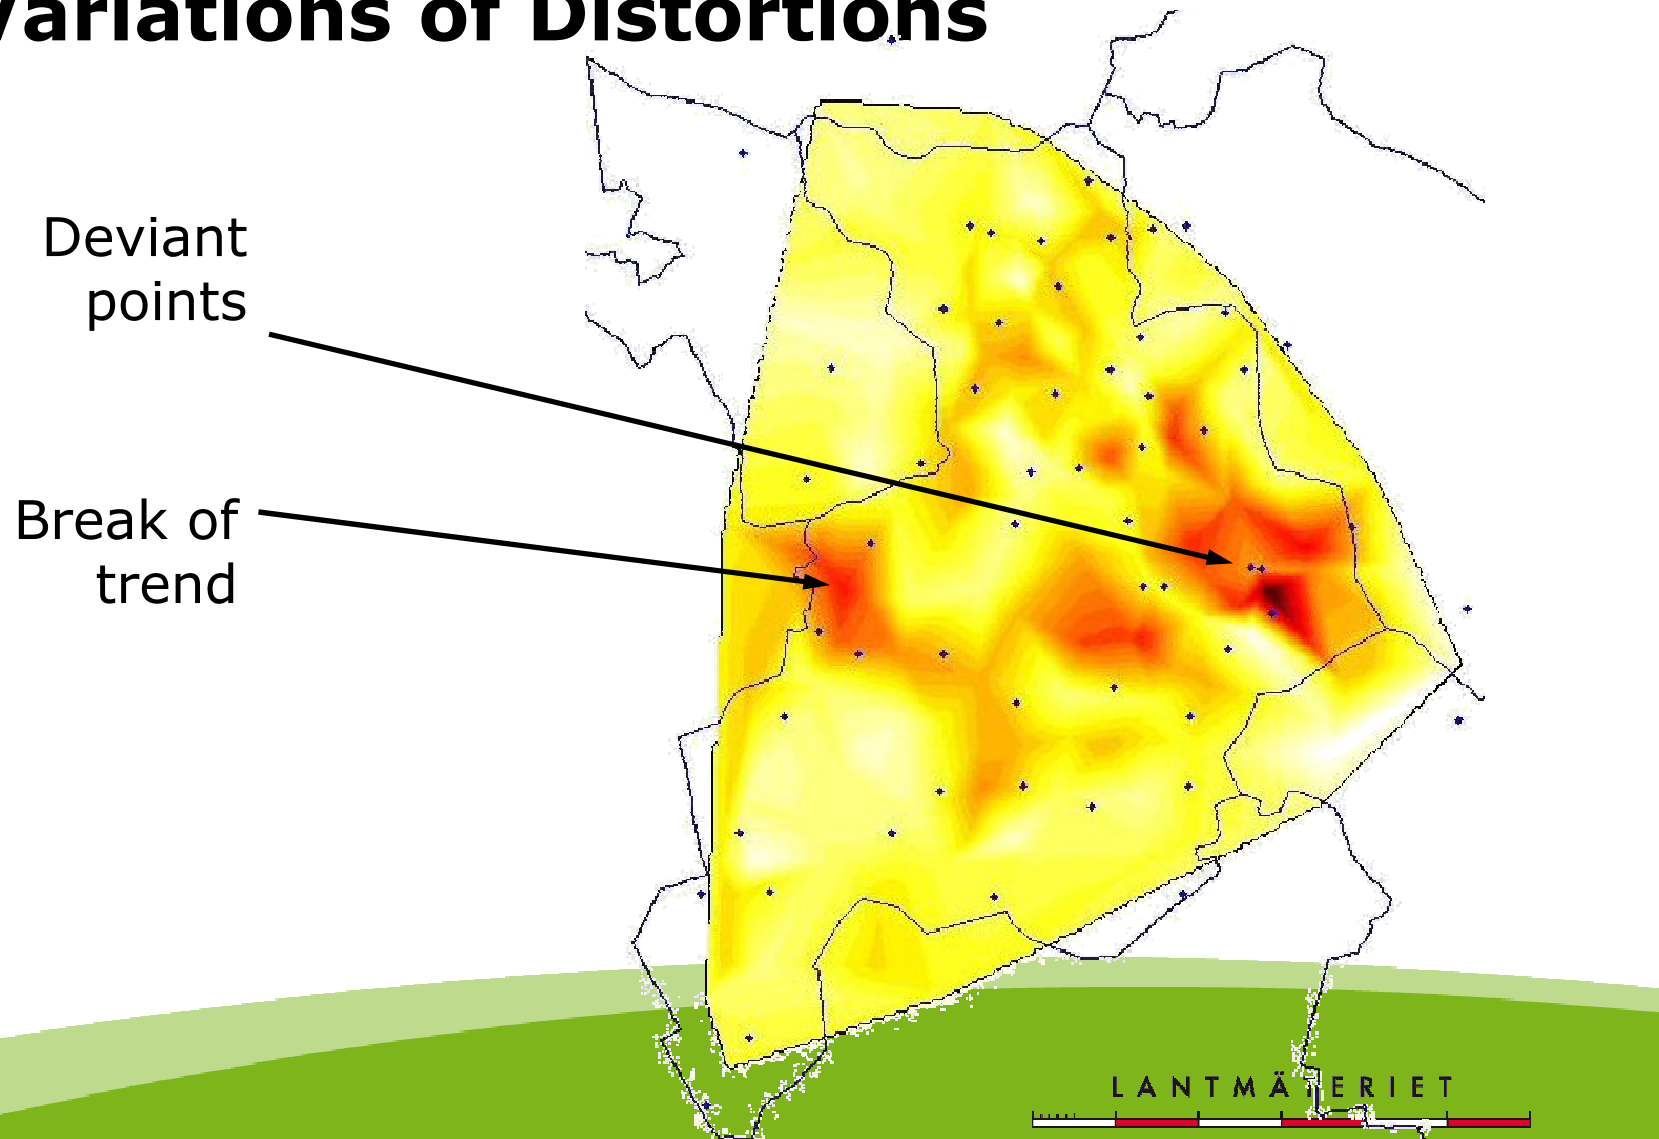 Variations of Distortions
Deviant
points
Break of
trend
LANTMÄTERIET